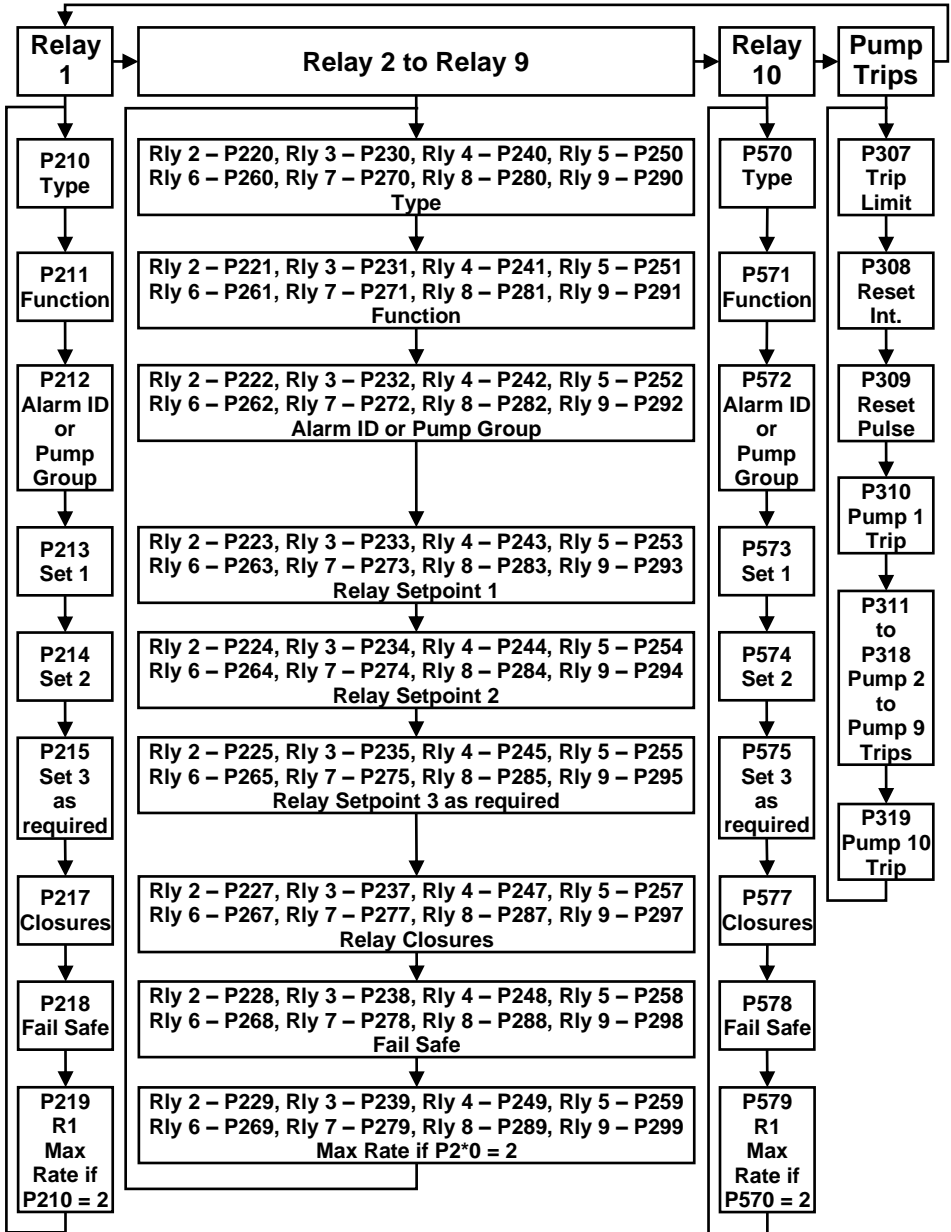 Relay
1
Relay 2 to Relay 9
Relay
10
Pump
Trips
P210
Type
P211
Function
P212
Alarm ID
or
Pump
Group
P213
Set 1
P214
Set 2
P215
Set 3
as
required
P217
Closures
P218
Fail Safe
P219
R1
Max
Rate if
P210 = 2
Rly 2 – P220, Rly 3 – P230, Rly 4 – P240, Rly 5 – P250
Rly 6 – P260, Rly 7 – P270, Rly 8 – P280, Rly 9 – P290
Type
Rly 2 – P221, Rly 3 – P231, Rly 4 – P241, Rly 5 – P251
Rly 6 – P261, Rly 7 – P271, Rly 8 – P281, Rly 9 – P291
Function
Rly 2 – P222, Rly 3 – P232, Rly 4 – P242, Rly 5 – P252
Rly 6 – P262, Rly 7 – P272, Rly 8 – P282, Rly 9 – P292
Alarm ID or Pump Group
Rly 2 – P223, Rly 3 – P233, Rly 4 – P243, Rly 5 – P253
Rly 6 – P263, Rly 7 – P273, Rly 8 – P283, Rly 9 – P293
Relay Setpoint 1
Rly 2 – P224, Rly 3 – P234, Rly 4 – P244, Rly 5 – P254
Rly 6 – P264, Rly 7 – P274, Rly 8 – P284, Rly 9 – P294
Relay Setpoint 2
Rly 2 – P225, Rly 3 – P235, Rly 4 – P245, Rly 5 – P255
Rly 6 – P265, Rly 7 – P275, Rly 8 – P285, Rly 9 – P295
Relay Setpoint 3 as required
Rly 2 – P227, Rly 3 – P237, Rly 4 – P247, Rly 5 – P257
Rly 6 – P267, Rly 7 – P277, Rly 8 – P287, Rly 9 – P297
Relay Closures
Rly 2 – P228, Rly 3 – P238, Rly 4 – P248, Rly 5 – P258
Rly 6 – P268, Rly 7 – P278, Rly 8 – P288, Rly 9 – P298
Fail Safe
Rly 2 – P229, Rly 3 – P239, Rly 4 – P249, Rly 5 – P259
Rly 6 – P269, Rly 7 – P279, Rly 8 – P289, Rly 9 – P299
Max Rate if P2*0 = 2
P570
Type
P571
Function
P572
Alarm ID
or
Pump
Group
P573
Set 1
P574
Set 2
P575
Set 3
as
required
P577
Closures
P578
Fail Safe
P579
R1
Max
Rate if
P570 = 2
P307
Trip
Limit
P308
Reset
Int.
P309
Reset
Pulse
P310
Pump 1
Trip
P311
to
P318
Pump 2
to
Pump 9
Trips
P319
Pump 10
Trip